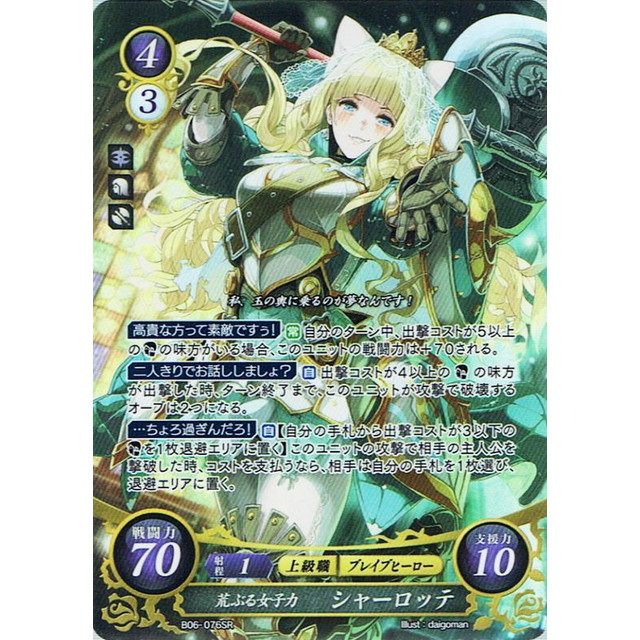 4
3
私、玉の輿に乗るのが夢なんです!
高貴な方って素敵ですぅ! 常 自分のターン中、出撃コストが5以上
の の味方がいる場合、このユニットの戦闘力は+70される。
二人きりでお話ししましょ? 自 出撃コストが4以上の の味方
が出撃した時、ターン終了まで、このユニットが攻撃で破壊する
オーブは2つになる。
…ちょろ過ぎんだろ! 自【自分の手札から出撃コストが3以下の
を1枚退避エリアに置く】このユニットの攻撃で相手の主人公を
撃破した時、コストを支払うなら、相手は自分の手札を1枚選び、
退避エリアに置く。
戦闘力
70
射程 1
上級職
ブレイブヒーロー
支援力
10
荒ぶる女子力 シャーロッテ
B06-076SR
Illust:daigoman